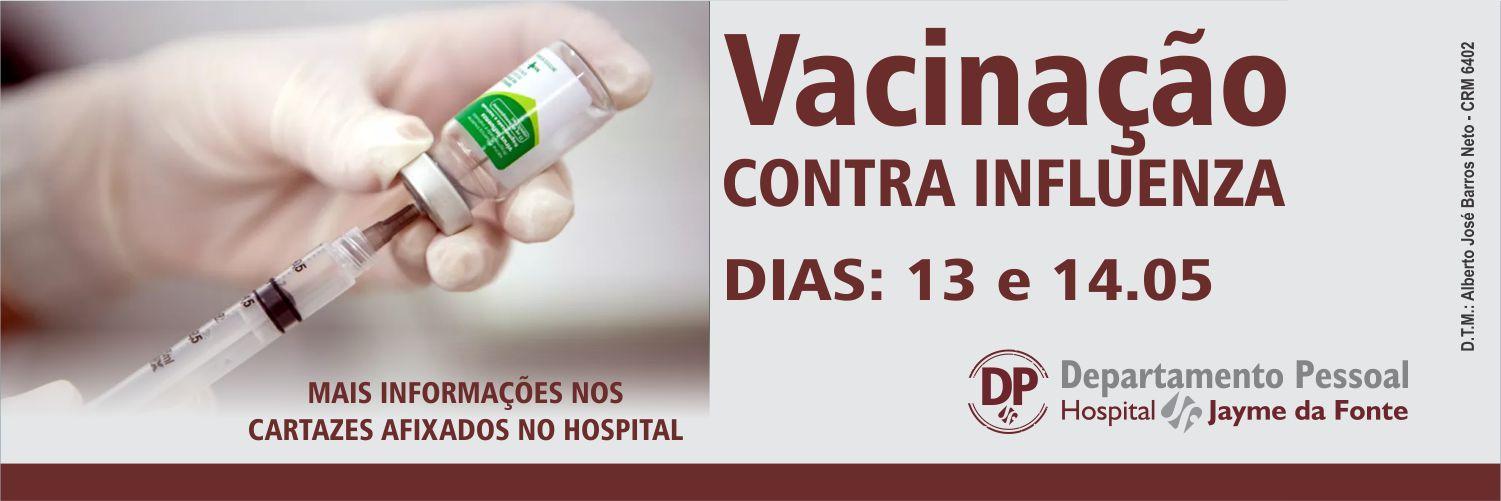 Vacinação
CONTRA INFLUENZA
DIAS: 13 e 14.05
MAIS INFORMAÇÕES NOS
CARTAZES AFIXADOS NO HOSPITAL
DP
Departamento Pessoal
Hospital Jayme da Fonte
D.T.M.: Alberto José Barros Neto - CRM 6402